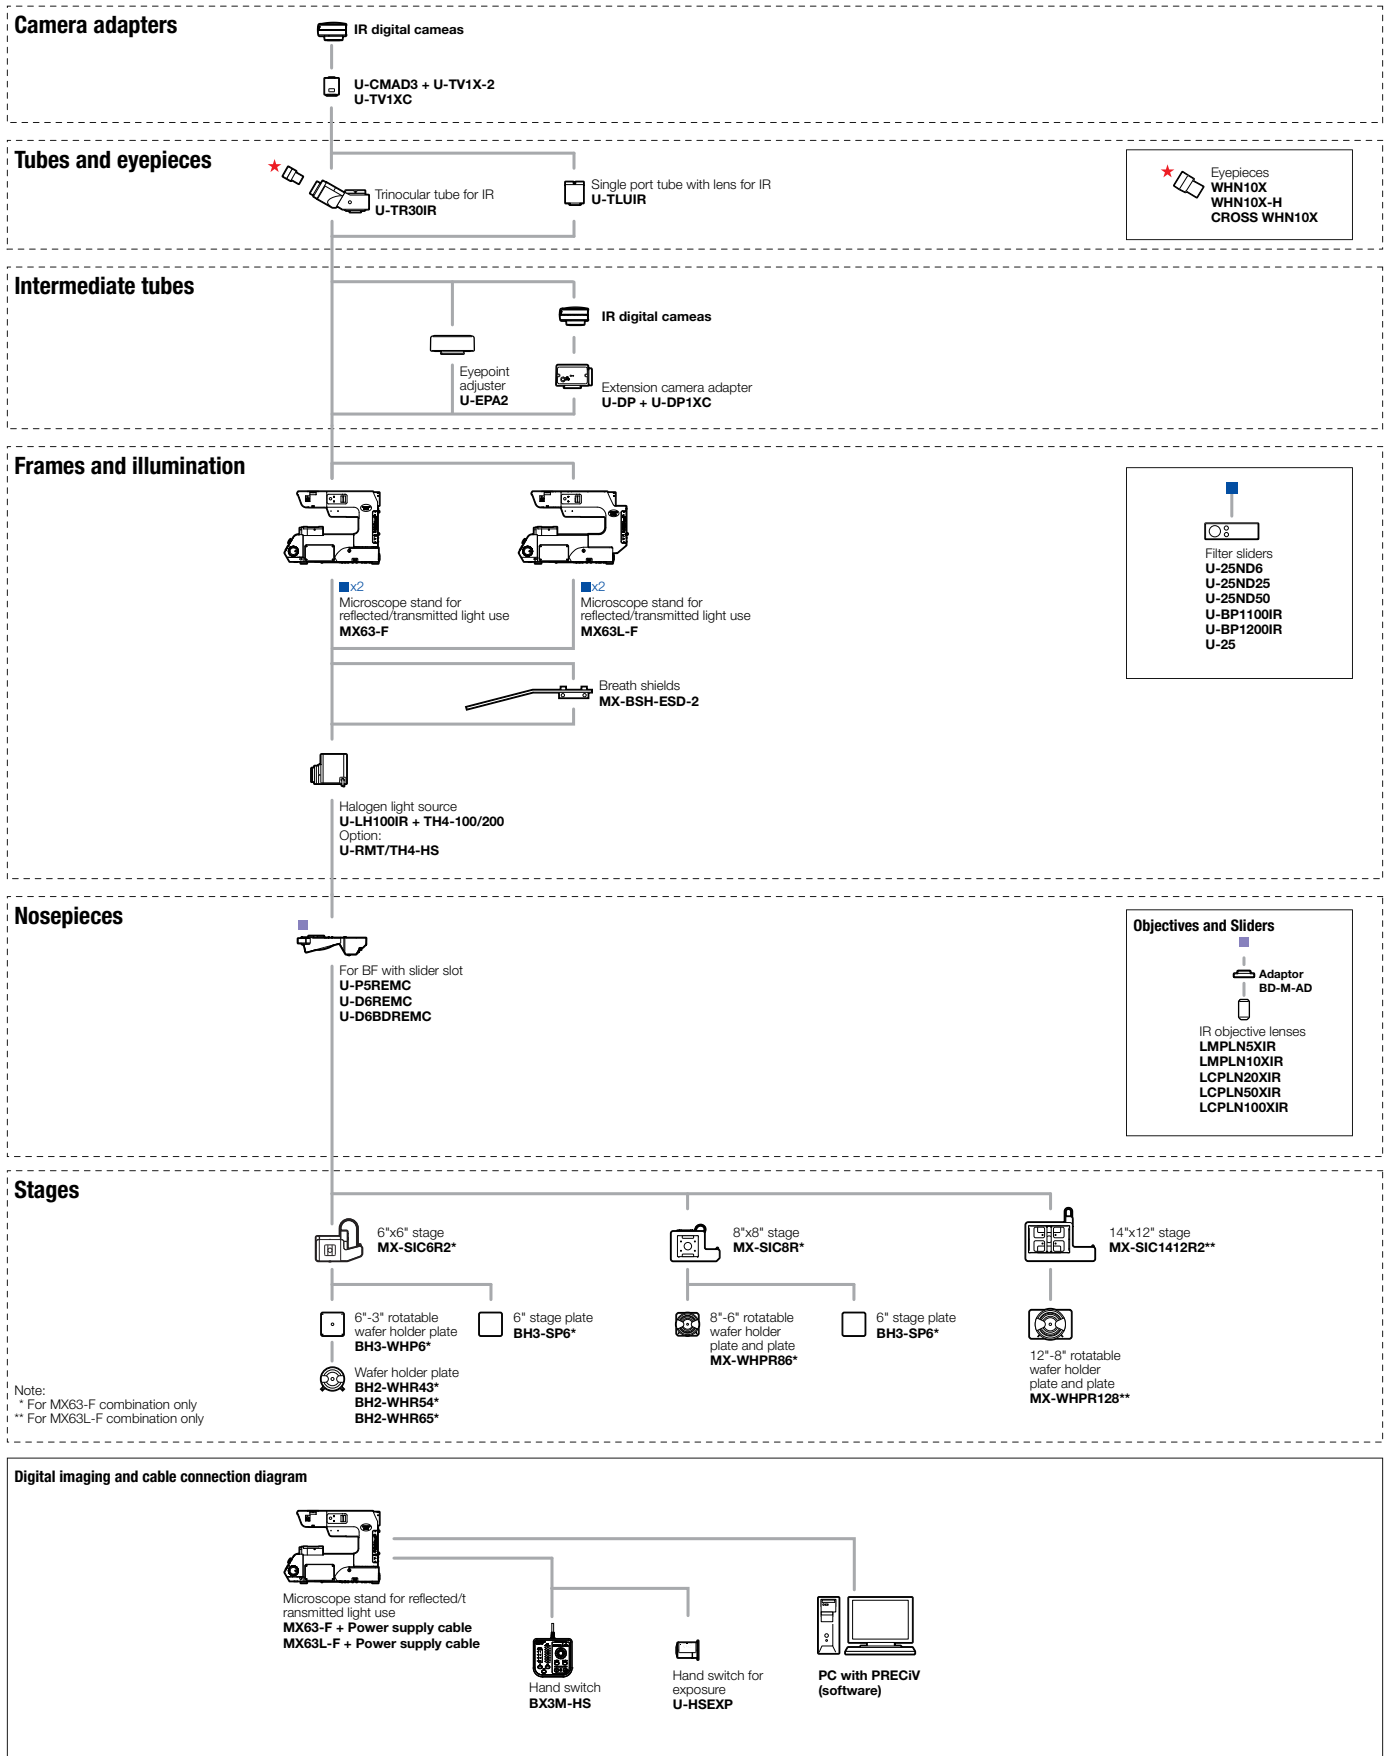 Camera adapters
IR digital cameas
U-CMAD3 + U-TV1X-2
U-TV1XC
Tubes and eyepieces
Trinocular tube for IR
U-TR30IR
Single port tube with lens for IR
U-TLUIR
Eyepieces
WHN10X
WHN10X-H
CROSS WHN10X
Intermediate tubes
Eyepoint
adjuster
U-EPA2
IR digital cameas
Extension camera adapter
U-DP + U-DP1XC
Frames and illumination
x2
Microscope stand for
reflected/transmitted light use
MX63-F
x2
Microscope stand for
reflected/transmitted light use
MX63L-F
Filter sliders
U-25ND6
U-25ND25
U-25ND50
U-BP1100IR
U-BP1200IR
U-25
Breath shields
MX-BSH-ESD-2
Halogen light source
U-LH100IR + TH4-100/200
Option:
U-RMT/TH4-HS
Nosepieces
For BF with slider slot
U-P5REMC
U-D6REMC
U-D6BDREMC
Objectives and Sliders
Adaptor
BD-M-AD
IR objective lenses
LMPLN5XIR
LMPLN10XIR
LCPLN20XIR
LCPLN50XIR
LCPLN100XIR
Stages
6"x6" stage
MX-SIC6R2*
8"x8" stage
MX-SIC8R*
14"x12" stage
MX-SIC1412R2**
6"-3" rotatable
wafer holder plate
BH3-WHP6*
6" stage plate
BH3-SP6*
8"-6" rotatable
wafer holder
plate and plate
MX-WHPR86*
6" stage plate
BH3-SP6*
12"-8" rotatable
wafer holder
plate and plate
MX-WHPR128**
Wafer holder plate
BH2-WHR43*
BH2-WHR54*
BH2-WHR65*
Note:
* For MX63-F combination only
** For MX63L-F combination only
Digital imaging and cable connection diagram
Microscope stand for reflected/t
ransmitted light use
MX63-F + Power supply cable
MX63L-F + Power supply cable
Hand switch
BX3M-HS
Hand switch for
exposure
U-HSEXP
PC with PRECiV
(software)